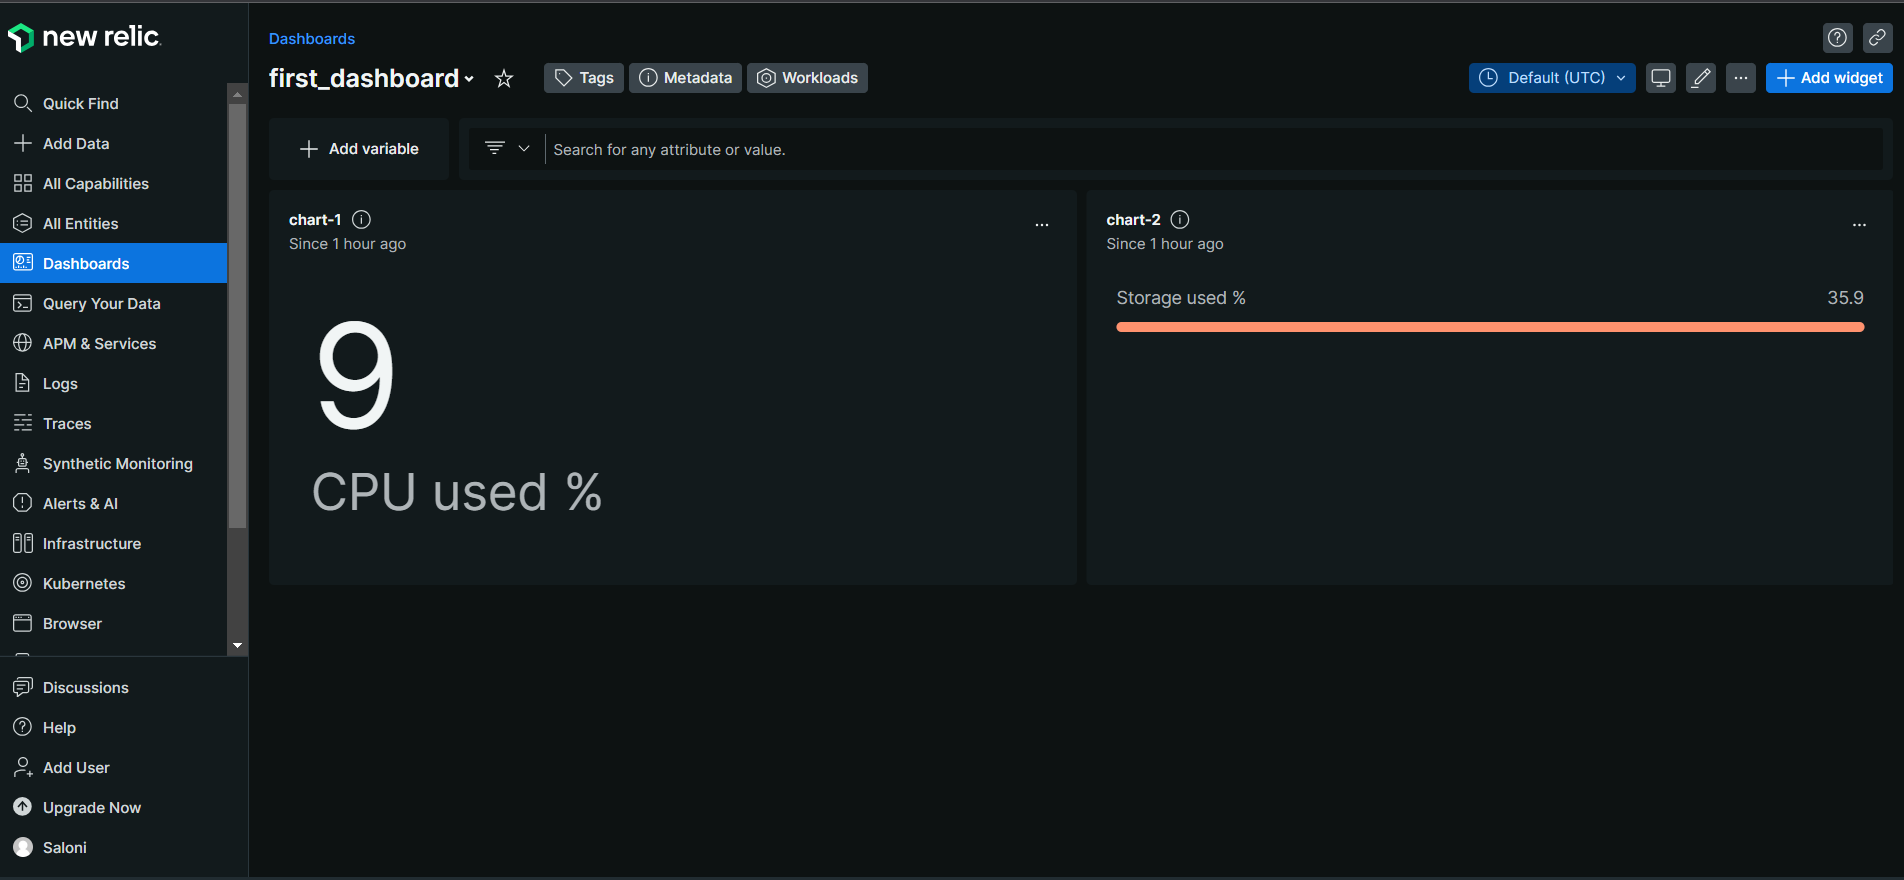 new relic
Quick Find
Add Data
All Capabilities
All Entities
Dashboards
Query Your Data
APM & Services
Logs
Traces
Synthetic Monitoring
Alerts & AI
Infrastructure
Kubernetes
Browser
Discussions
Help
Add User
Upgrade Now
Saloni
Dashboards
first_dashboard
Tags
Metadata
Workloads
Default (UTC)
Add widget
Add variable
Search for any attribute or value.
chart-1
Since 1 hour ago
9
CPU used %
chart-2
Since 1 hour ago
Storage used % 35.9